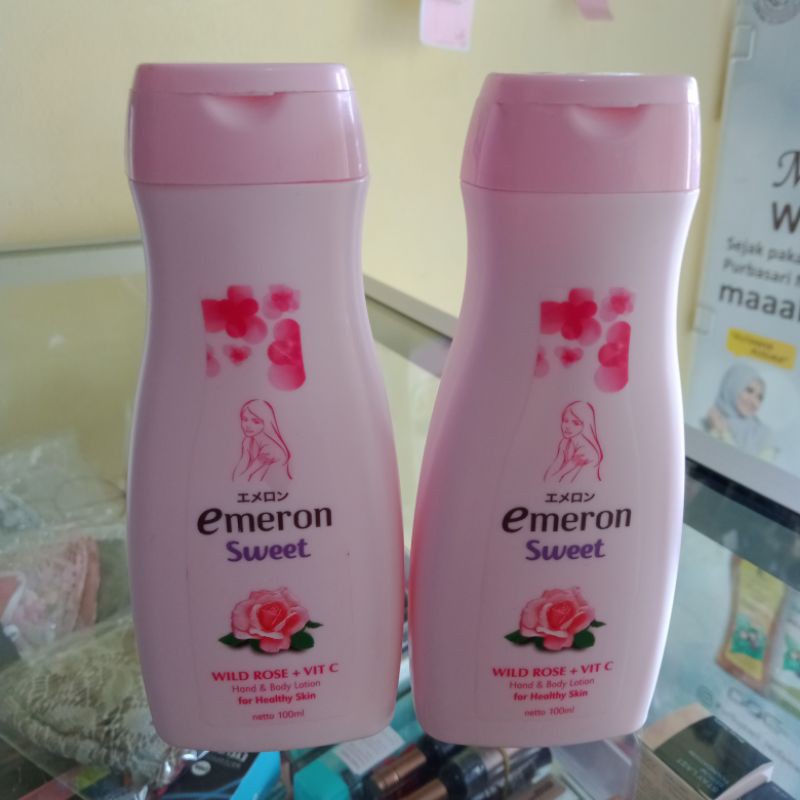 エメロン
emeron
Sweet
WILD ROSE + VIT C
Hand & Body Lotion
for Healthy Skin
netto 100ml
エメロン
emeron
Sweet
WILD ROSE + VIT C
Hand & Body Lotion
for Healthy Skin
netto 100ml
Sejak
Purbasari